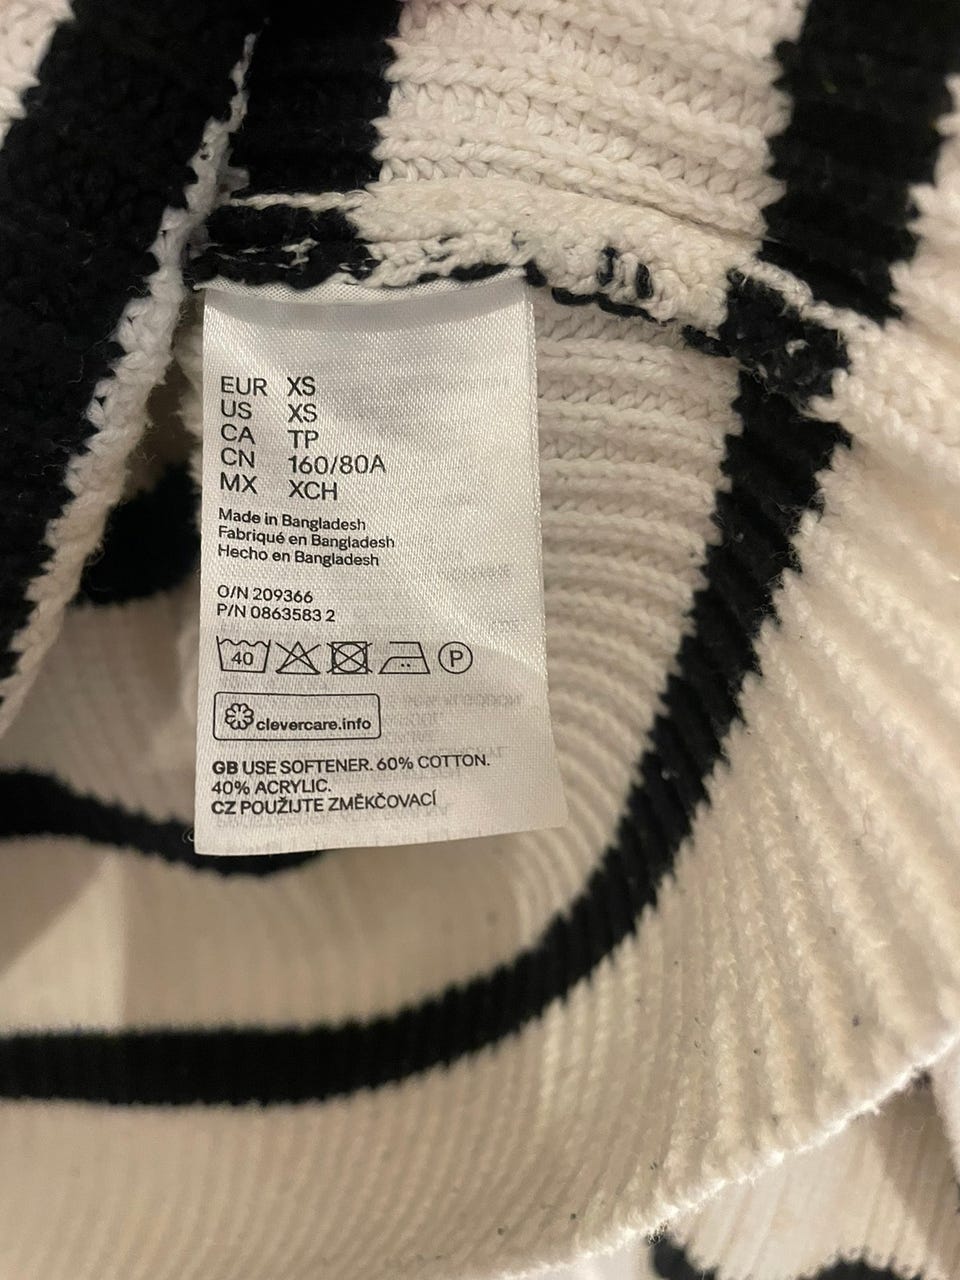 EUR XS
US XS
CA TP
CN 160/80A
MX XCH
Made in Bangladesh
Fabriqué en Bangladesh
Hecho en Bangladesh
O/N 209366
P/N 0863583 2
40 P
clevercare.info
GB USE SOFTENER. 60% COTTON.
40% ACRYLIC.
CZ POUŽIJTE ZMĚKČOVACÍ